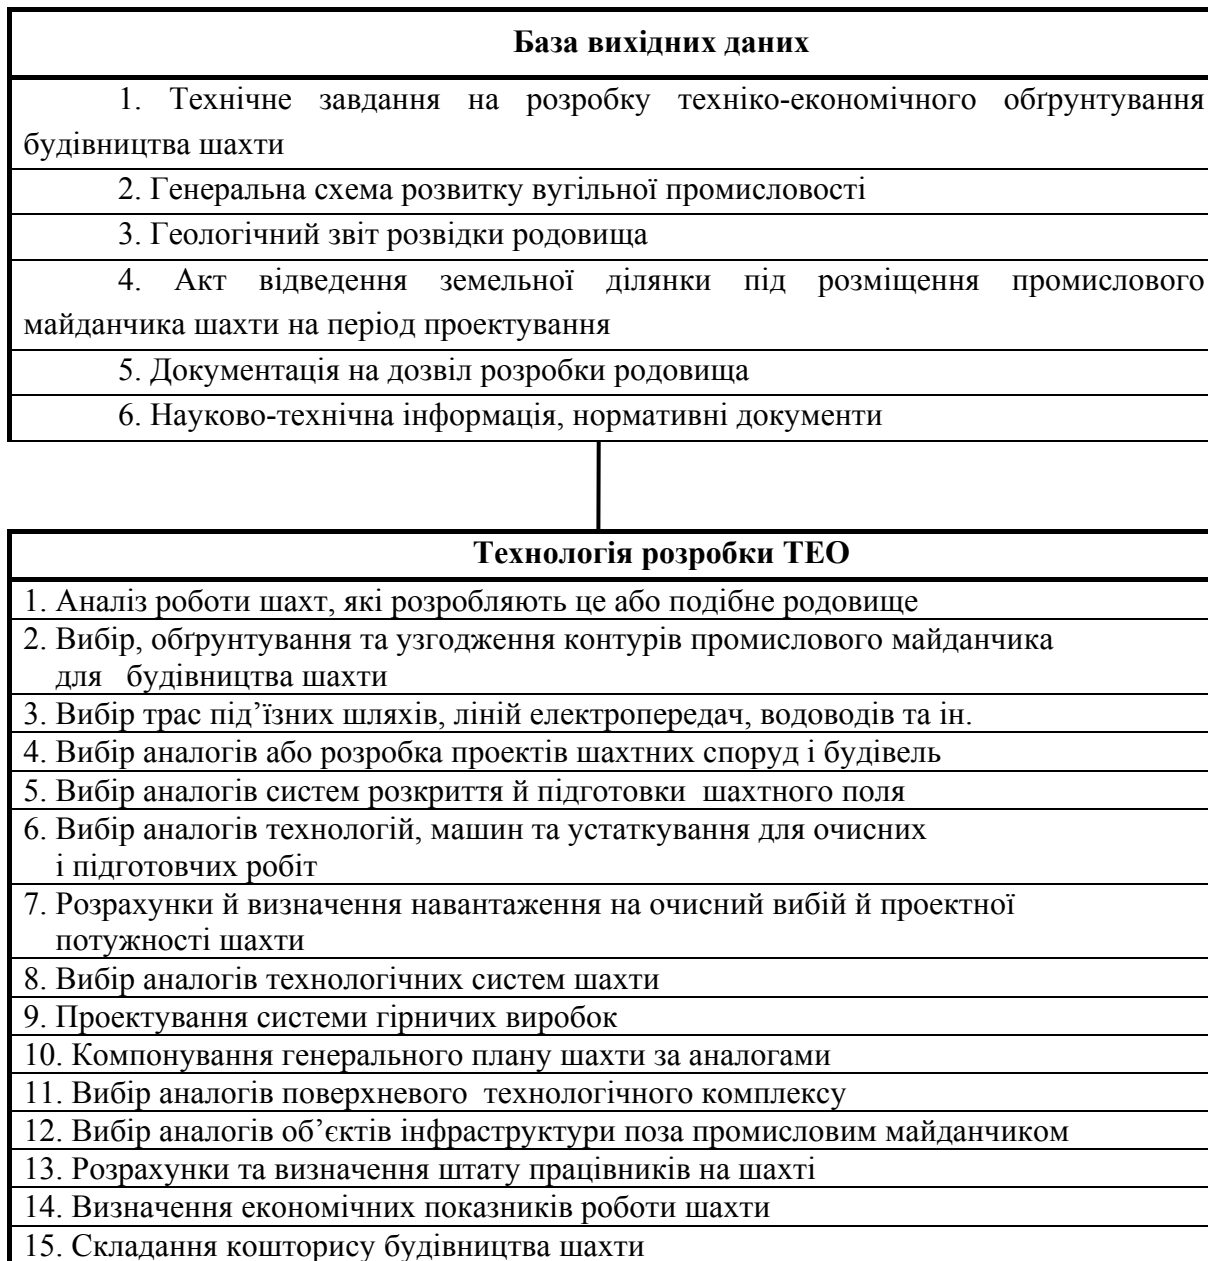 База вихідних даних
1. Технічне завдання на розробку техніко-економічного обґрунтування
будівництва шахти
2. Генеральна схема розвитку вугільної промисловості
3. Геологічний звіт розвідки родовища
4. Акт відведення земельної ділянки під розміщення промислового
майданчика шахти на період проектування
5. Документація на дозвіл розробки родовища
6. Науково-технічна інформація, нормативні документи
Технологія розробки ТЕО
1. Аналіз роботи шахт, які розробляють це або подібне родовище
2. Вибір, обґрунтування та узгодження контурів промислового майданчика
для будівництва шахти
3. Вибір трас під’їзних шляхів, ліній електропередач, водоводів та ін.
4. Вибір аналогів або розробка проектів шахтних споруд і будівель
5. Вибір аналогів систем розкриття й підготовки шахтного поля
6. Вибір аналогів технологій, машин та устаткування для очисних
і підготовчих робіт
7. Розрахунки й визначення навантаження на очисний вибій й проектної
потужності шахти
8. Вибір аналогів технологічних систем шахти
9. Проектування системи гірничих виробок
10. Компонування генерального плану шахти за аналогами
11. Вибір аналогів поверхневого технологічного комплексу
12. Вибір аналогів об’єктів інфраструктури поза промисловим майданчиком
13. Розрахунки та визначення штату працівників на шахті
14. Визначення економічних показників роботи шахти
15. Складання кошторису будівництва шахти